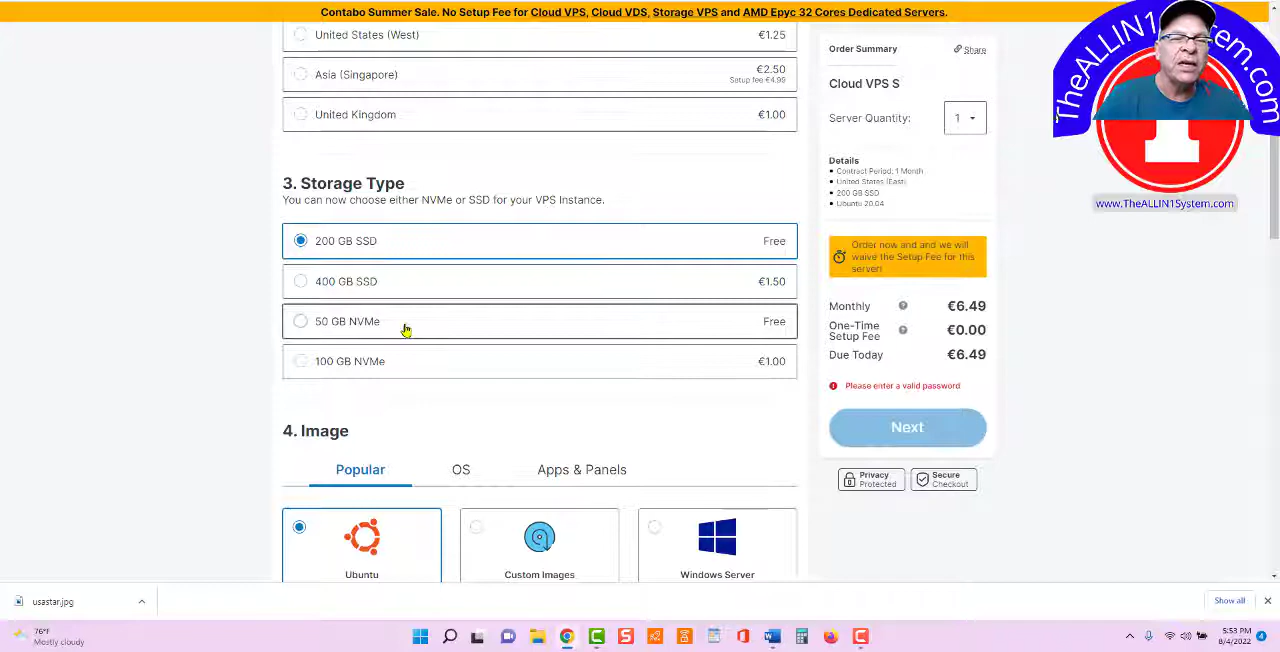 Contabo Summer Sale. No Setup Fee for Cloud VPS, Cloud VDS, Storage VPS and AMD Epyc 32 Cores Dedicated Servers.
United States (West) €1.25
Asia (Singapore) €2.50
Setup fee €4.99
United Kingdom €1.00
3. Storage Type
You can now choose either NVMe or SSD for your VPS Instance.
200 GB SSD Free
400 GB SSD €1.50
50 GB NVMe Free
100 GB NVMe €1.00
4. Image
Popular OS Apps & Panels
Ubuntu Custom Images Windows Server
Order Summary Share
Cloud VPS S
Server Quantity: 1
Details
Contract Period: 1 Month
United States (East)
200 GB SSD
Ubuntu 20.04
Order now and and we will
waive the Setup Fee for this
server!
Monthly ? €6.49
One-Time
Setup Fee ? €0.00
Due Today €6.49
Please enter a valid password
Next
Privacy
Protected
Secure
Checkout
TheALLIN1System.com
1
www.TheALLIN1System.com
usastar.jpg
Show all
76°F
Mostly cloudy
5:53 PM
8/4/2022
4